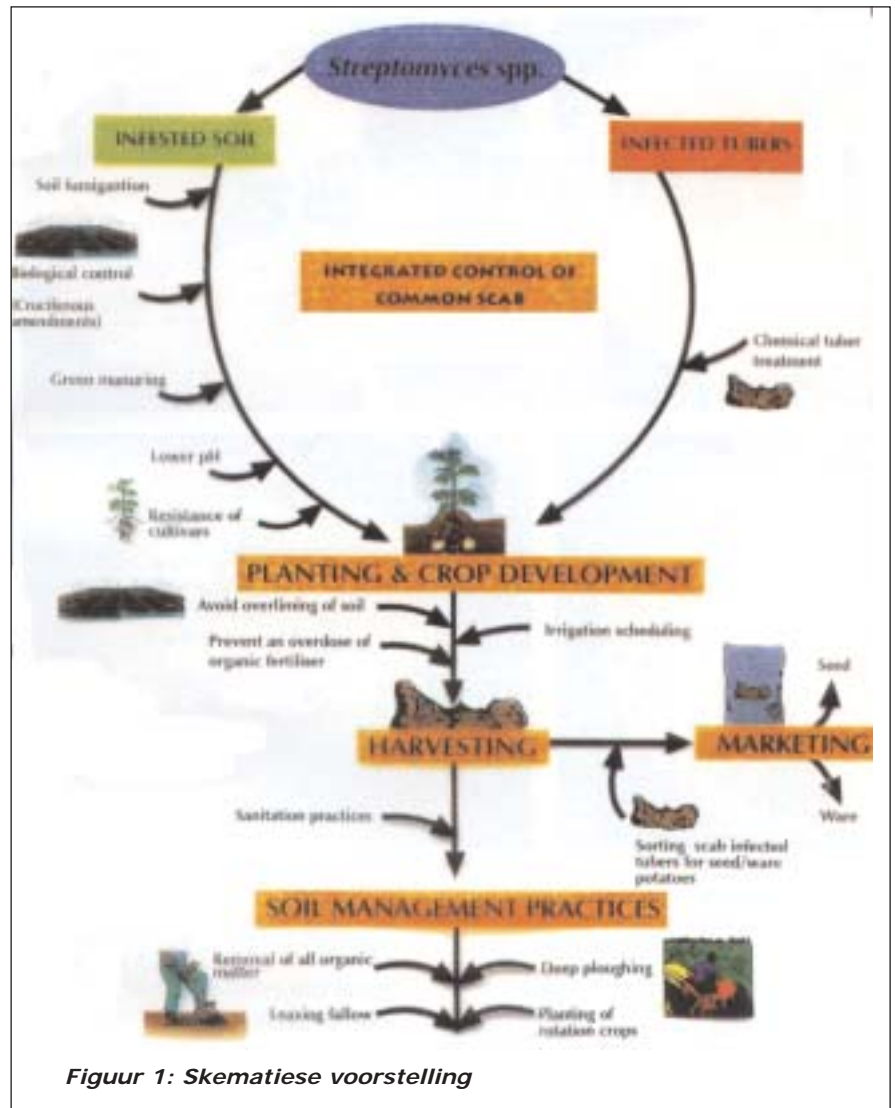 Streptomyces spp.
INFESTED SOIL
INFECTED TUBERS
Soil fumigantion
INTEGRATED CONTROL OF
COMMON SCAB
Biological control
(Cruciferous
amendments)
Chemical tuber
treatment
Green manuring
Lower pH
Resistance of
cultivars
PLANTING & CROP DEVELOPMENT
Avoid overliming of soil
Irrigation scheduling
Prevent an overdose of
organic fertiliser
Seed
HARVESTING
MARKETING
Sanitation practices
Ware
Sorting scab infected
tubers for seed/ware
potatoes
SOIL MANAGEMENT PRACTICES
Removal of all organic
matter
Deep ploughing
fallow
Planting of
rotation crops
Figuur 1: Skematiese voorstelling